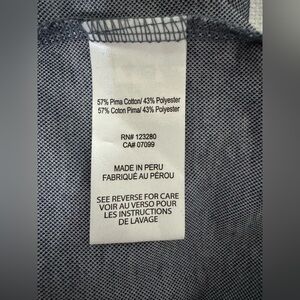 57% Pima Cotton/ 43% Polyester
57% Coton Pima/ 43% Polyester
RN# 123280
CA# 07099
MADE IN PERU
FABRIQUÉ AU PÉROU
SEE REVERSE FOR CARE
VOIR AU VERSO POUR
LES INSTRUCTIONS
DE LAVAGE